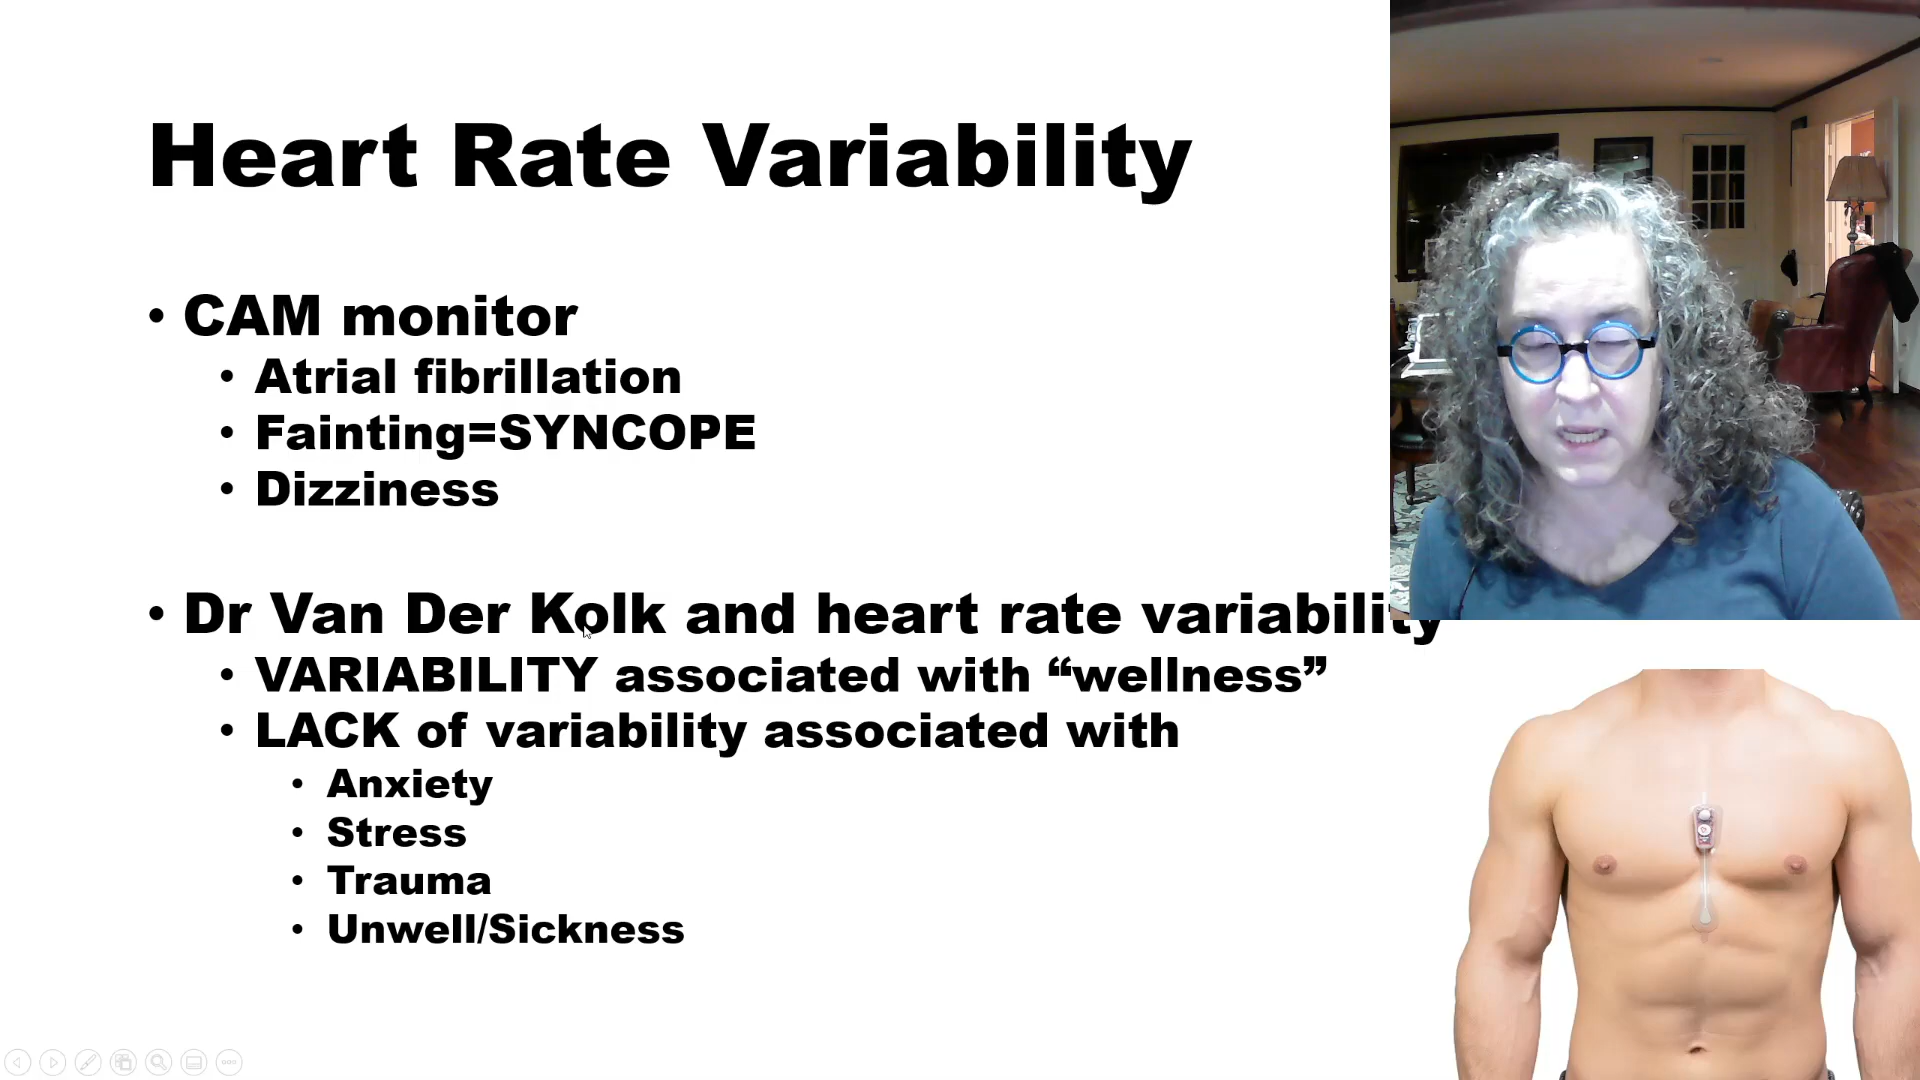 Heart Rate Variability
• CAM monitor
• Atrial fibrillation
• Fainting=SYNCOPE
• Dizziness
• Dr Van Der Kolk and heart rate variability
• VARIABILITY associated with “wellness”
• LACK of variability associated with
• Anxiety
• Stress
• Trauma
• Unwell/Sickness